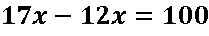 17x − 12x = 100